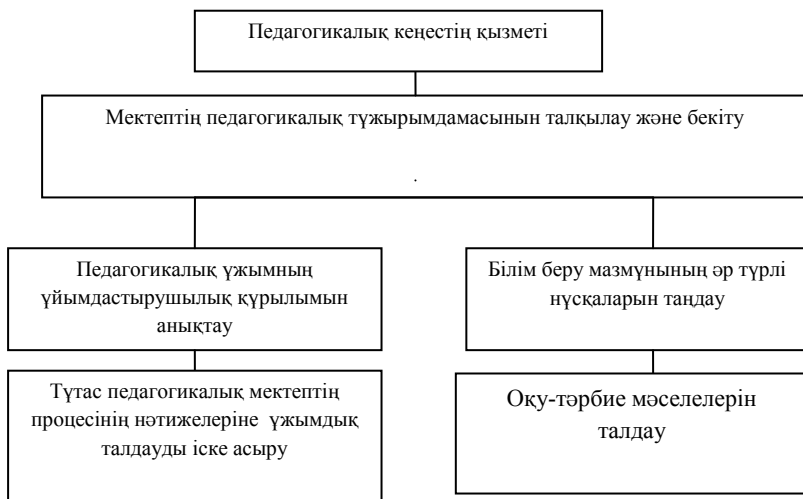 Педагогикалық кеңестің қызметі
Мектептің педагогикалық тұжырымдамасынын талқылау және бекіту
.
Педагогикалық ұжымның
ұйымдастырушылық құрылымын
анықтау
Білім беру мазмұнының әр түрлі
нұсқаларын таңдау
Тұтас педагогикалық мектептің
процесінің нәтижелеріне ұжымдық
талдауды іске асыру
Оқу-тәрбие мәселелерін
талдау